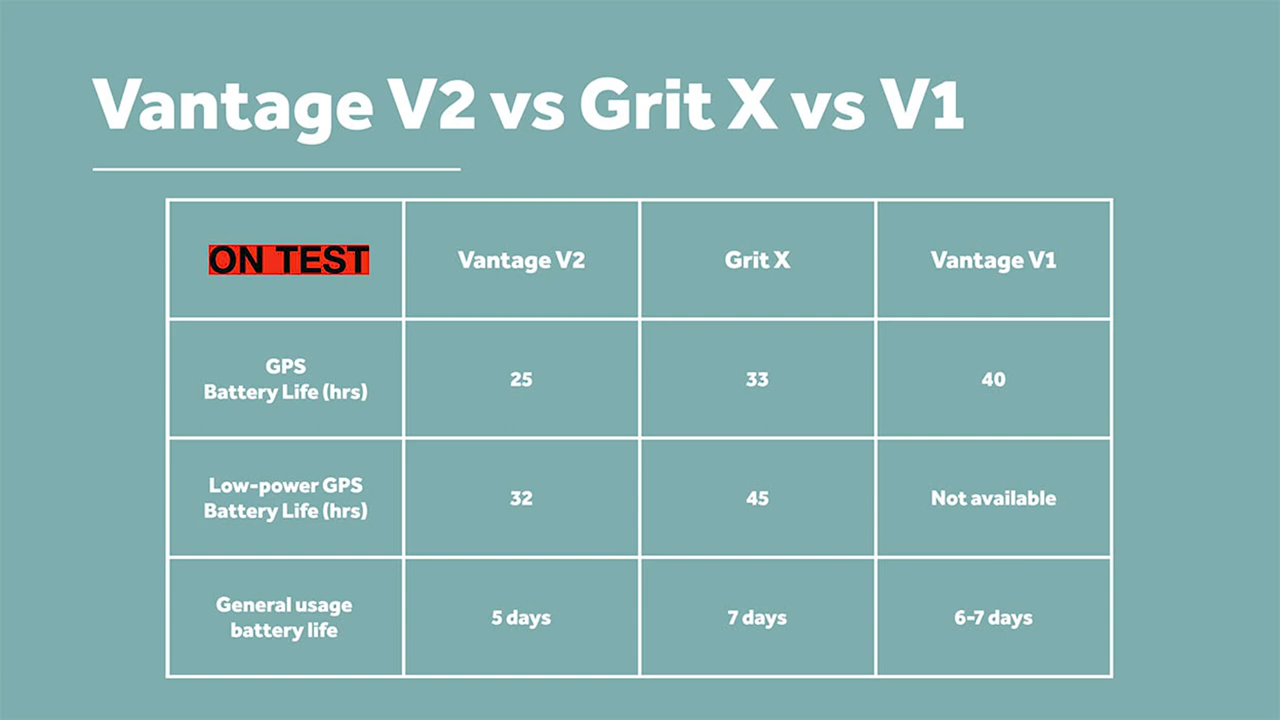 Vantage V2 vs Grit X vs V1
ON TEST
Vantage V2
Grit X
Vantage V1
GPS
Battery Life (hrs)
25
33
40
Low-power GPS
Battery Life (hrs)
32
45
Not available
General usage
battery life
5 days
7 days
6-7 days